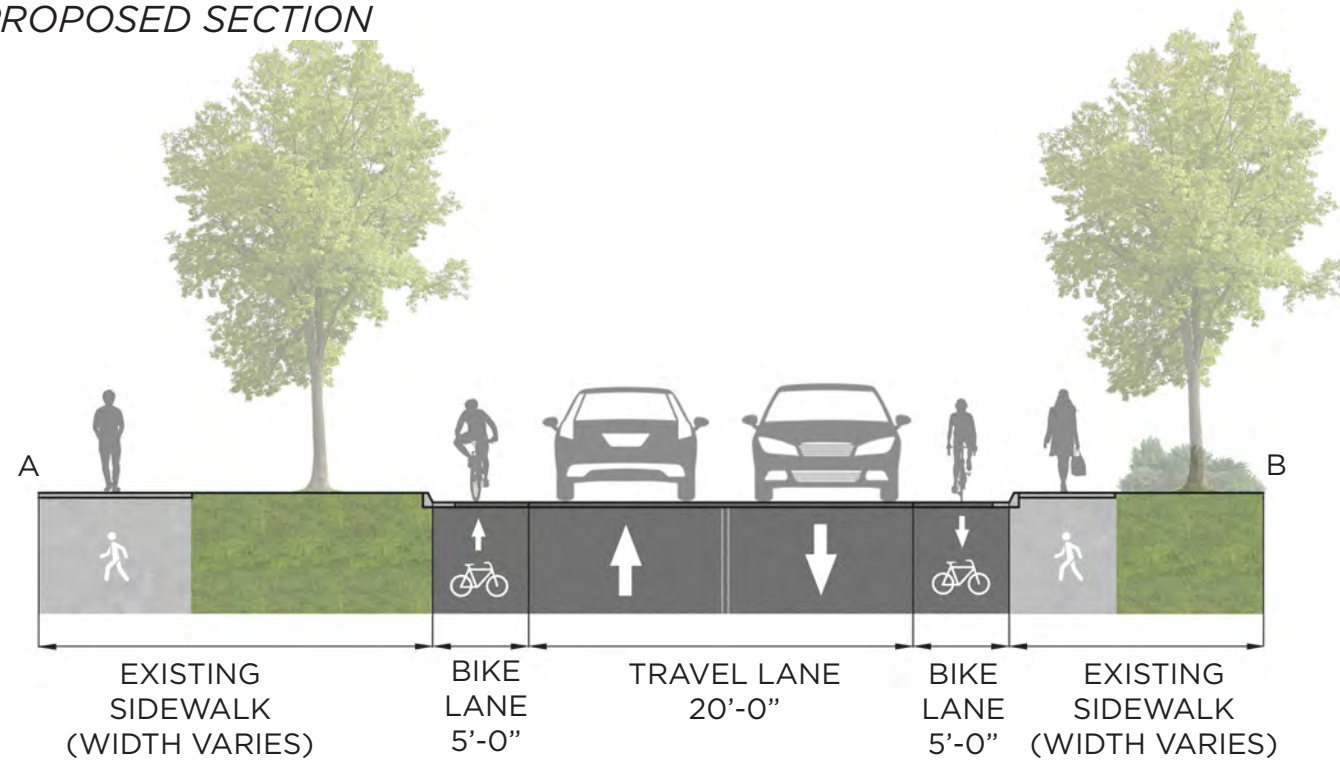 PROPOSED SECTION
A
B
EXISTING
SIDEWALK
(WIDTH VARIES)
BIKE
LANE
5’-0”
TRAVEL LANE
20’-0”
BIKE
LANE
5’-0”
EXISTING
SIDEWALK
(WIDTH VARIES)